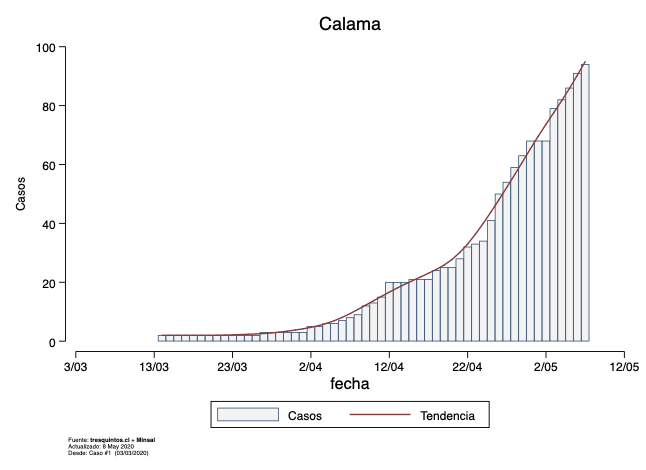 Calama
Casos
100
80
60
40
20
0
3/03 13/03 23/03 2/04 12/04 22/04 2/05 12/05
fecha
Casos Tendencia
Fuente: tresquintos.cl + Minsal
Actualizado: 8 May 2020
Desde: Caso #1 (03/03/2020)